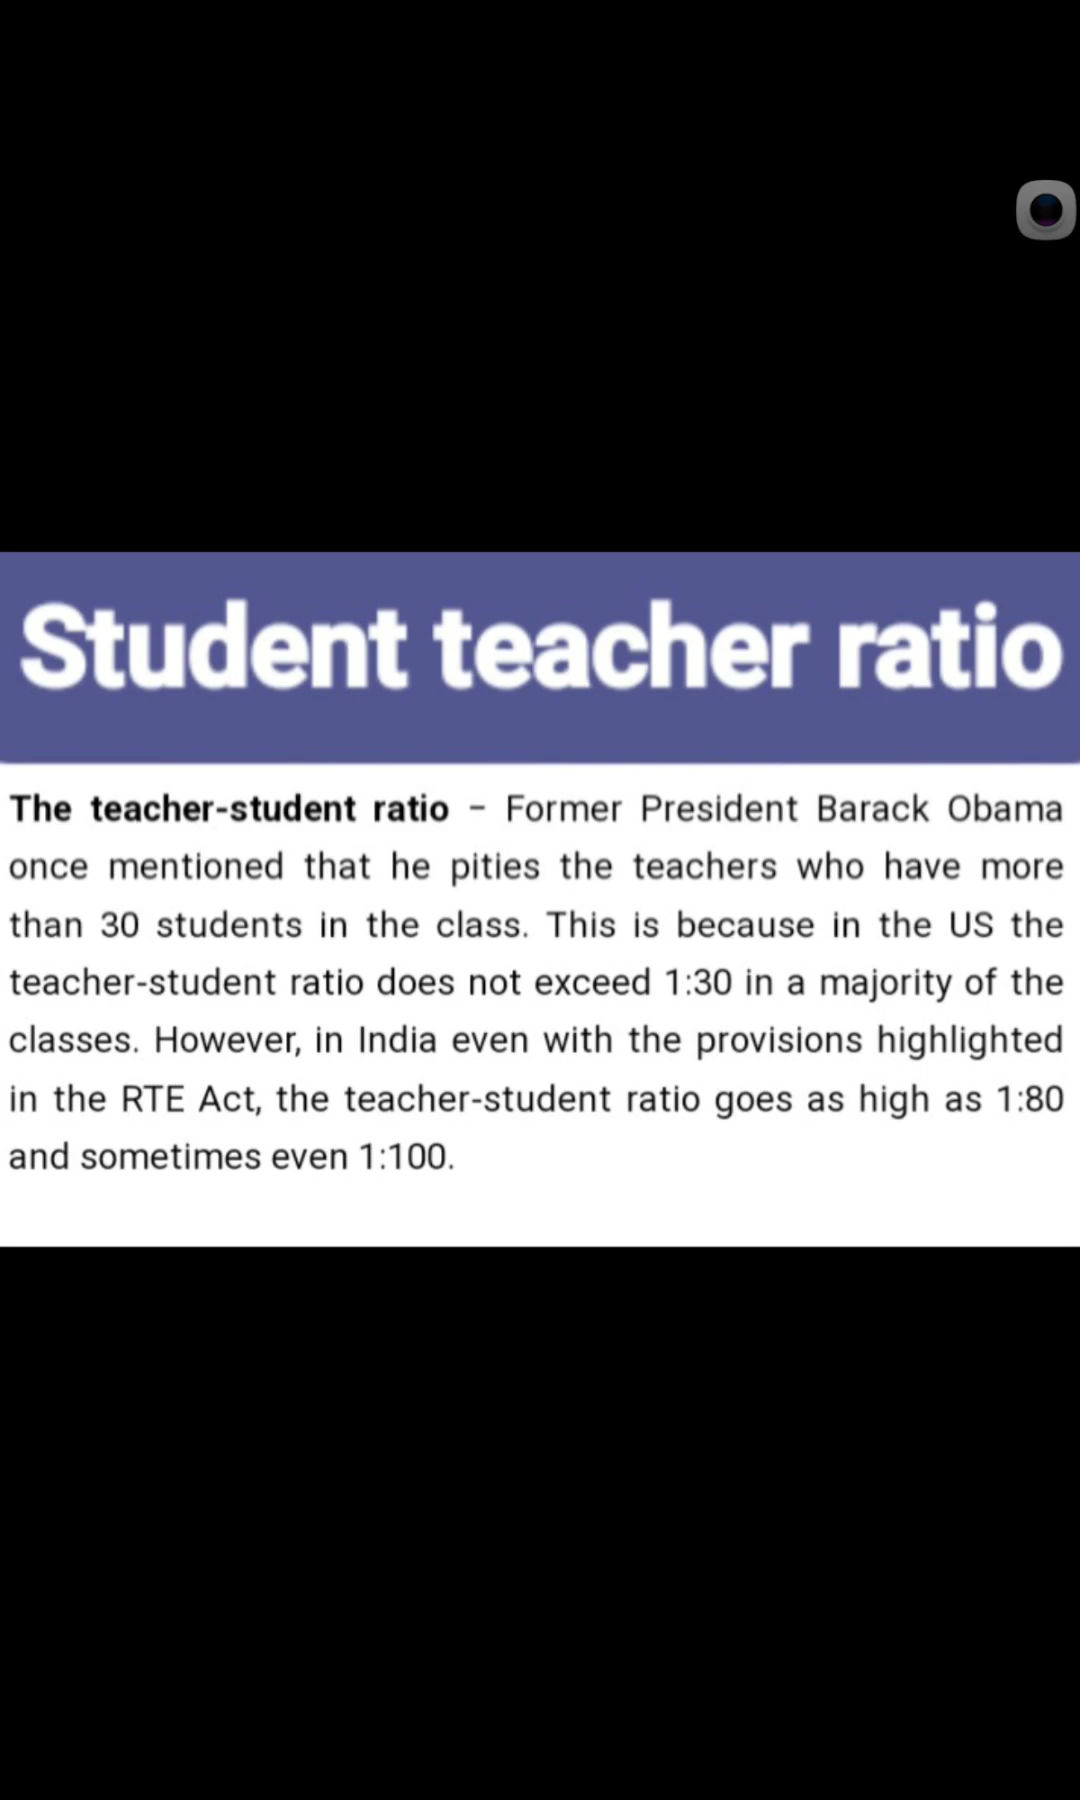 Student teacher ratio
The teacher-student ratio – Former President Barack Obama
once mentioned that he pities the teachers who have more
than 30 students in the class. This is because in the US the
teacher-student ratio does not exceed 1:30 in a majority of the
classes. However, in India even with the provisions highlighted
in the RTE Act, the teacher-student ratio goes as high as 1:80
and sometimes even 1:100.